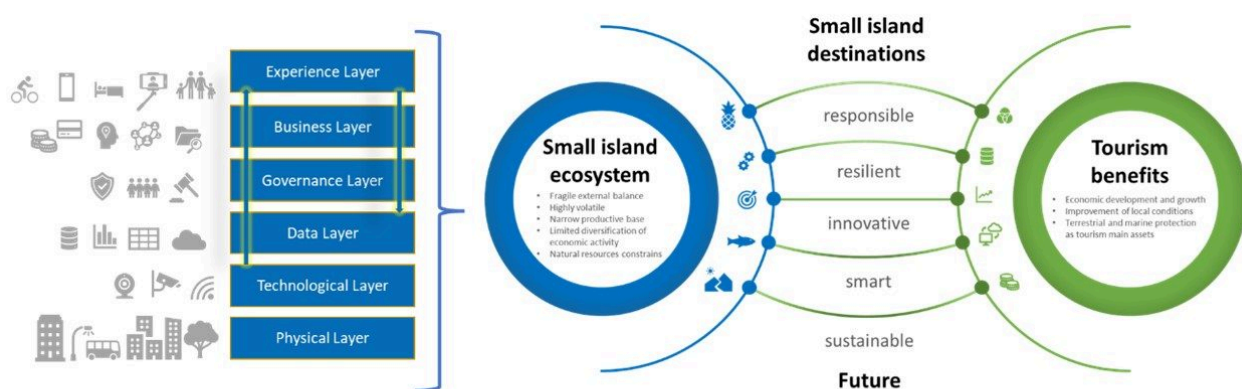 Experience Layer
Business Layer
Governance Layer
Data Layer
Technological Layer
Physical Layer
Small island
ecosystem
• Fragile external balance
• Highly volatile
• Narrow productive base
• Limited diversification of
economic activity
• Natural resources constrains
Small island
destinations
responsible
resilient
innovative
smart
sustainable
Future
Tourism
benefits
• Economic development and growth
• Improvement of local conditions
• Terrestrial and marine protection
as tourism main assets